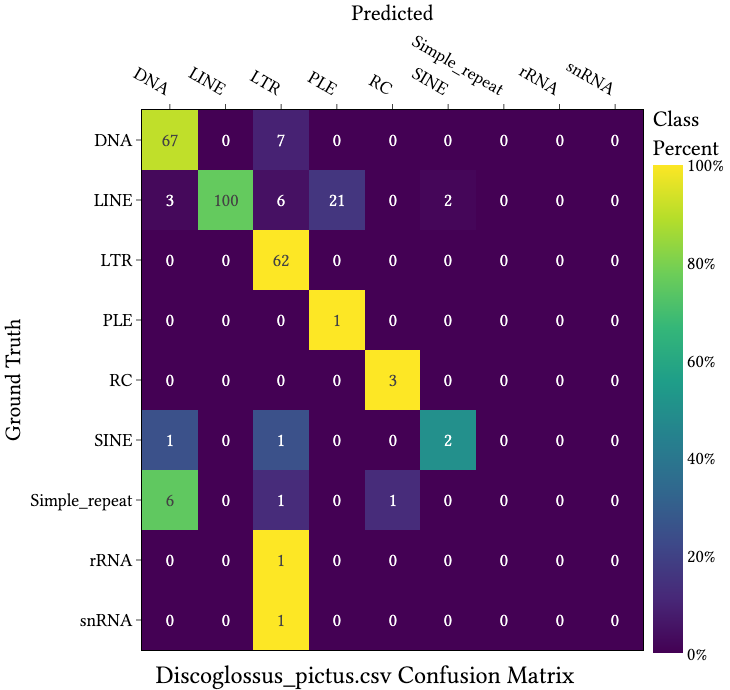 Predicted
DNA LINE LTR PLE RC SINE Simple_repeat rRNA snRNA
Class
Percent
DNA 67 0 7 0 0 0 0 0 0
LINE 3 100 6 21 0 2 0 0 0
LTR 0 0 62 0 0 0 0 0 0
PLE 0 0 0 1 0 0 0 0 0
RC 0 0 0 0 3 0 0 0 0
SINE 1 0 1 0 0 2 0 0 0
Simple_repeat 6 0 1 0 1 0 0 0 0
rRNA 0 0 1 0 0 0 0 0 0
snRNA 0 0 1 0 0 0 0 0 0
Ground Truth
100%
80%
60%
40%
20%
0%
Discoglossus_pictus.csv Confusion Matrix